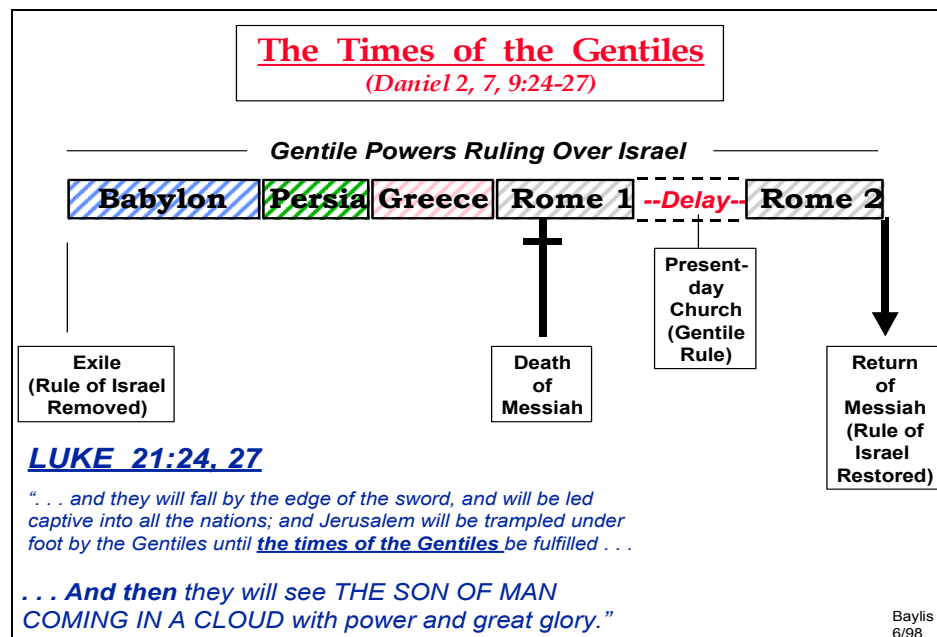 The Times of the Gentiles
(Daniel 2, 7, 9:24-27)
Gentile Powers Ruling Over Israel
Babylon Persia Greece Rome 1 --Delay-- Rome 2
Exile
(Rule of Israel
Removed)
Death
of
Messiah
Present-
day
Church
(Gentile
Rule)
Return
of
Messiah
(Rule of
Israel
Restored)
LUKE 21:24, 27
“. . . and they will fall by the edge of the sword, and will be led
captive into all the nations; and Jerusalem will be trampled under
foot by the Gentiles until the times of the Gentiles be fulfilled . . .
. . . And then they will see THE SON OF MAN
COMING IN A CLOUD with power and great glory.”
Baylis
6/98